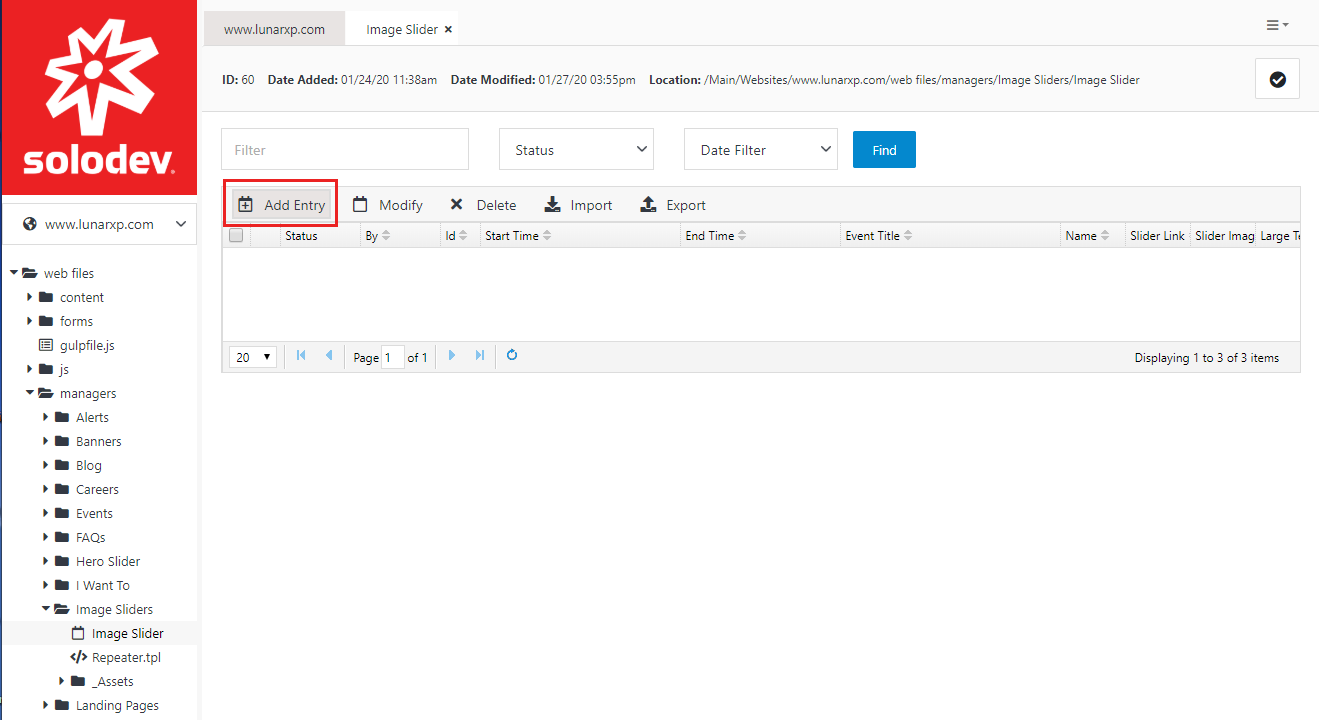 solodev
www.lunarxp.com
Image Slider ×
ID: 60 Date Added: 01/24/20 11:38am Date Modified: 01/27/20 03:55pm Location: /Main/Websites/www.lunarxp.com/web files/managers/Image Sliders/Image Slider
Filter
Status
Date Filter
Find
Add Entry
Modify
Delete
Import
Export
Status By Id Start Time End Time Event Title Name Slider Link Slider Imag Large Te
20
Page 1 of 1
Displaying 1 to 3 of 3 items
www.lunarxp.com
web files
content
forms
gulpfile.js
js
managers
Alerts
Banners
Blog
Careers
Events
FAQs
Hero Slider
I Want To
Image Sliders
Image Slider
Repeater.tpl
_Assets
Landing Pages